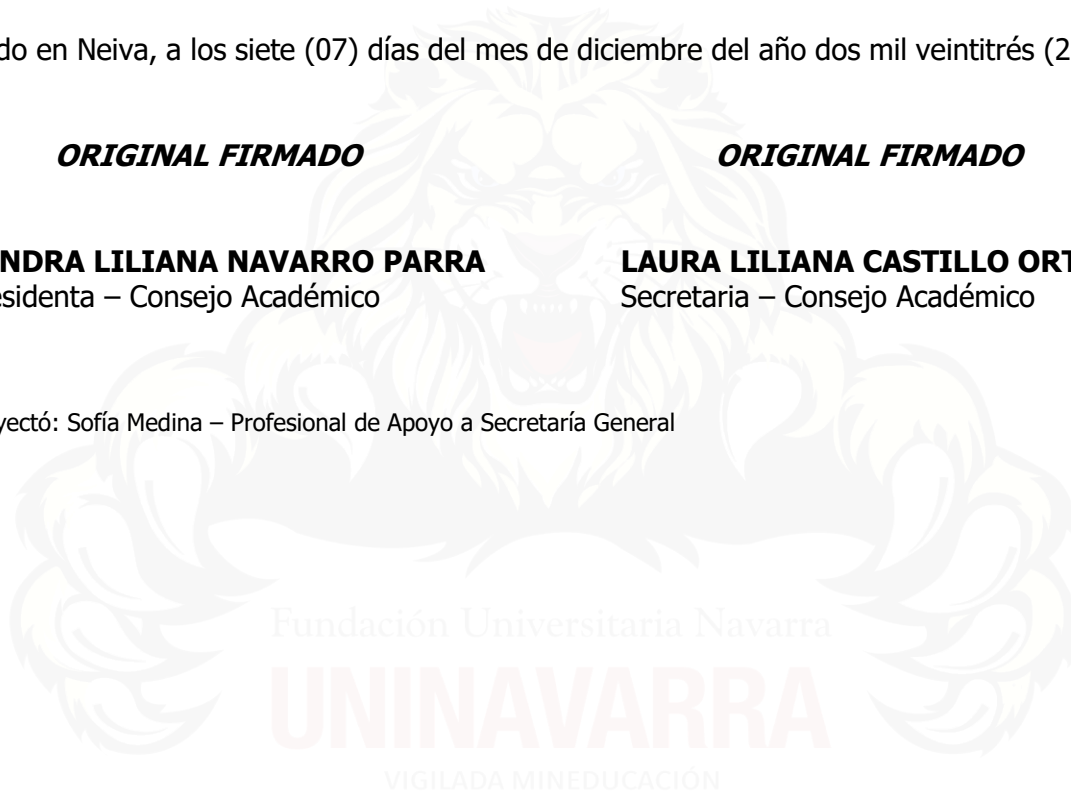 do en Neiva, a los siete (07) días del mes de diciembre del año dos mil veintitrés (2
ORIGINAL FIRMADO ORIGINAL FIRMADO
NDRA LILIANA NAVARRO PARRA LAURA LILIANA CASTILLO ORT
esidenta – Consejo Académico Secretaria – Consejo Académico
yectó: Sofía Medina – Profesional de Apoyo a Secretaría General
Fundación Universitaria Navarra
UNINAVARRA
VIGILADA MINEDUCACIÓN